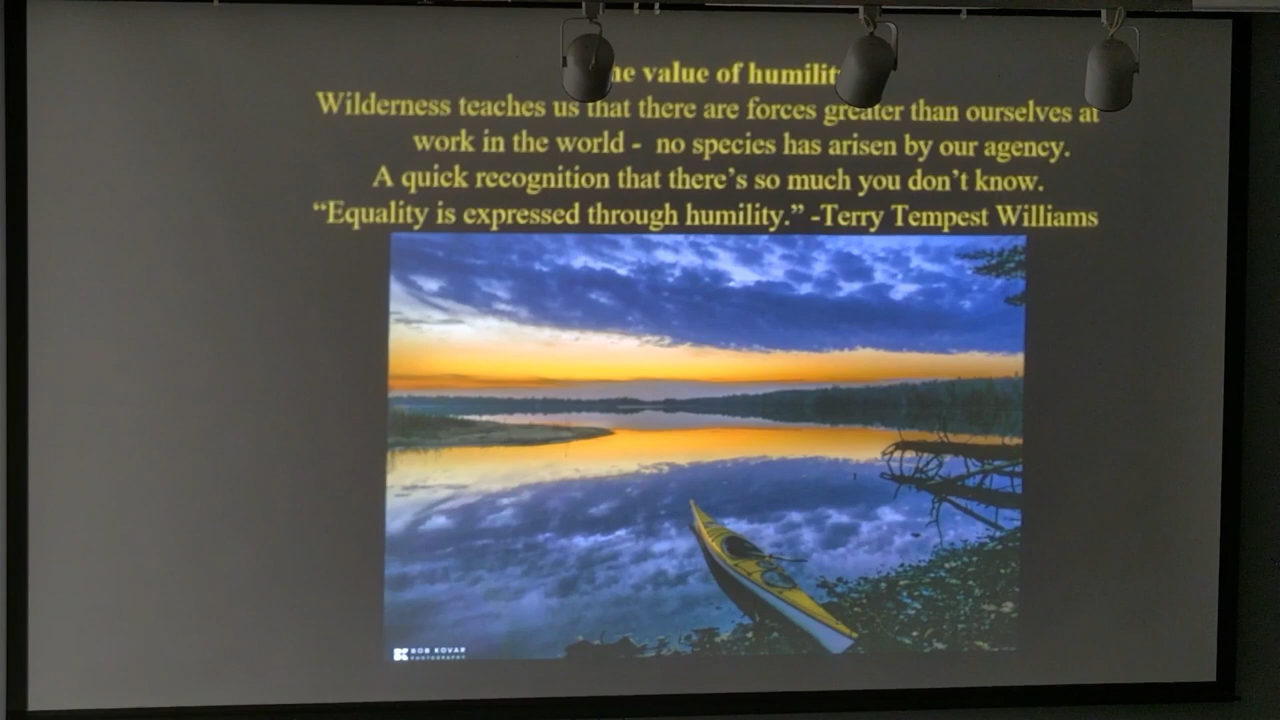 he value of humilit
Wilderness teaches us that there are forces greater than ourselves at
work in the world - no species has arisen by our agency.
A quick recognition that there's so much you don't know.
“Equality is expressed through humility.” -Terry Tempest Williams
ROB KOVAR
PHOTOGRAPHY